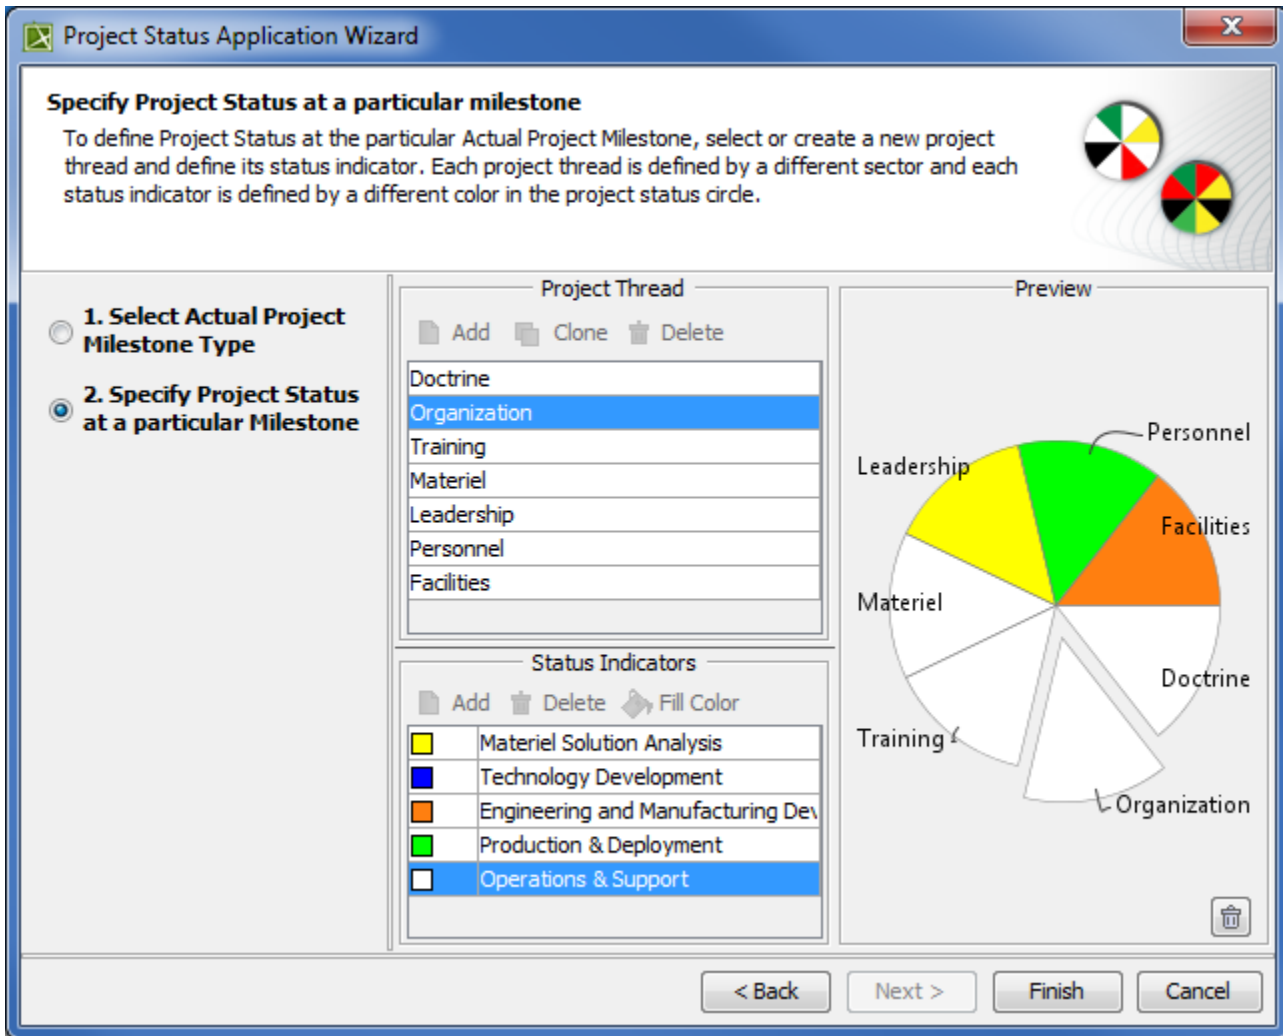 Project Status Application Wizard
Specify Project Status at a particular milestone
To define Project Status at the particular Actual Project Milestone, select or create a new project
thread and define its status indicator. Each project thread is defined by a different sector and each
status indicator is defined by a different color in the project status circle.
1. Select Actual Project
Milestone Type
2. Specify Project Status
at a particular Milestone
Project Thread
Add Clone Delete
Doctrine
Organization
Training
Materiel
Leadership
Personnel
Facilities
Status Indicators
Add Delete Fill Color
Materiel Solution Analysis
Technology Development
Engineering and Manufacturing Dev
Production & Deployment
Operations & Support
Preview
Personnel
Leadership
Facilities
Materiel
Doctrine
Training
Organization
< Back Next > Finish Cancel